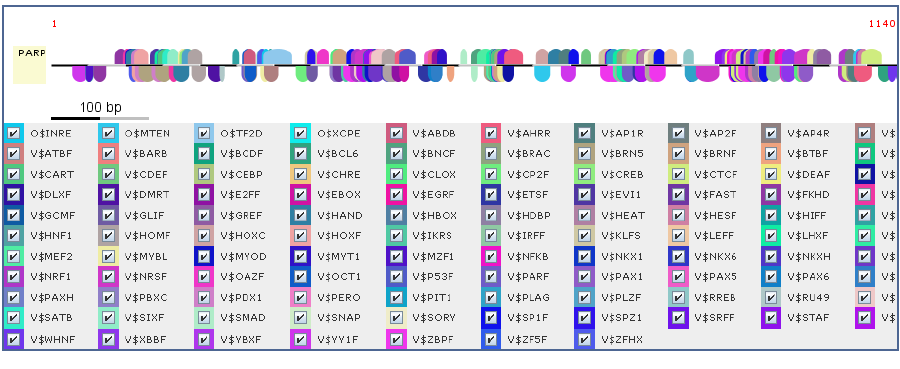 1 1140
PARP
100 bp
O$INRE O$MTEN O$TF2D O$XCPE V$ABDB V$AHRR V$AP1R V$AP2F V$AP4R V$
V$ATBF V$BARB V$BCDF V$BCL6 V$BNCF V$BRAC V$BRN5 V$BRNF V$BTBF V$
V$CART V$CDEF V$CEBP V$CHRE V$CLOX V$CP2F V$CREB V$CTCF V$DEAF V$
V$DLXF V$DMRT V$E2FF V$EBOX V$EGRF V$ETSF V$EVI1 V$FAST V$FKHD V$
V$GCMF V$GLIF V$GREF V$HAND V$HBOX V$HDBP V$HEAT V$HESF V$HIFF V$
V$HNF1 V$HOMF V$HOXC V$HOXF V$IKRS V$IRFF V$KLFS V$LEFF V$LHXF V$
V$MEF2 V$MYBL V$MYOD V$MYT1 V$MZF1 V$NFKB V$NKX1 V$NKX6 V$NKXH V$
V$NRF1 V$NRSF V$OAZF V$OCT1 V$P53F V$PARF V$PAX1 V$PAX5 V$PAX6 V$
V$PAXH V$PBXC V$PDX1 V$PERO V$PIT1 V$PLAG V$PLZF V$RREB V$RU49 V$
V$SATB V$SIXF V$SMAD V$SNAP V$SORY V$SP1F V$SPZ1 V$SRFF V$STAF V$
V$WHNF V$XBBF V$YBXF V$YY1F V$ZBPF V$ZF5F V$ZFHX